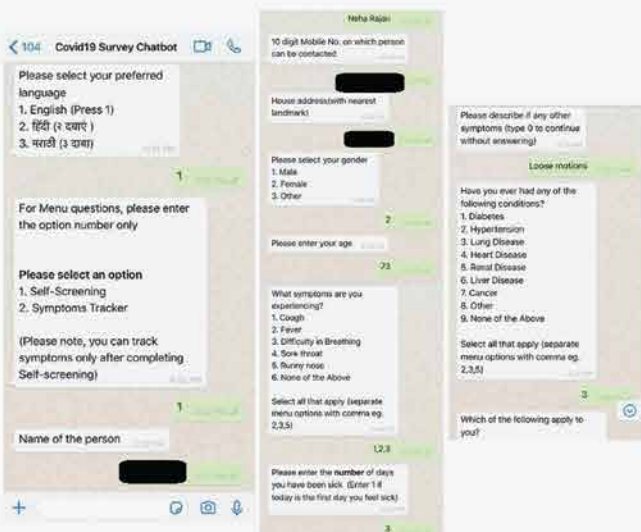 104
Covid19 Survey Chatbot
Please select your preferred
language
1. English (Press 1)
2. हिंदी (२ दबाएं )
3. मराठी (३ दाबा)
1
For Menu questions, please enter
the option number only
Please select an option
1. Self-Screening
2. Symptoms Tracker
(Please note, you can track
symptoms only after completing
Self-screening)
1
Name of the person
10 digit Mobile No. on which person
can be contacted
House address(with nearest
landmark)
Please select your gender
1. Male
2. Female
3. Other
2
Please enter your age
23
What symptoms are you
experiencing?
1. Cough
2. Fever
3. Difficulty in Breathing
4. Sore throat
5. Runny nose
6. None of the Above
Select all that apply (separate
menu options with comma eg.
2,3,5)
1,2,3
Please enter the number of days
you have been sick. (Enter 1 if
today is the first day you feel sick)
3
Please describe if any other
symptoms (type 0 to continue
without answering)
Loose motions
Have you ever had any of the
following conditions?
1. Diabetes
2. Hypertension
3. Lung Disease
4. Heart Disease
5. Renal Disease
6. Liver Disease
7. Cancer
8. Other
9. None of the Above
Select all that apply (separate
menu options with comma eg.
2,3,5)
3
Which of the following apply to
you?